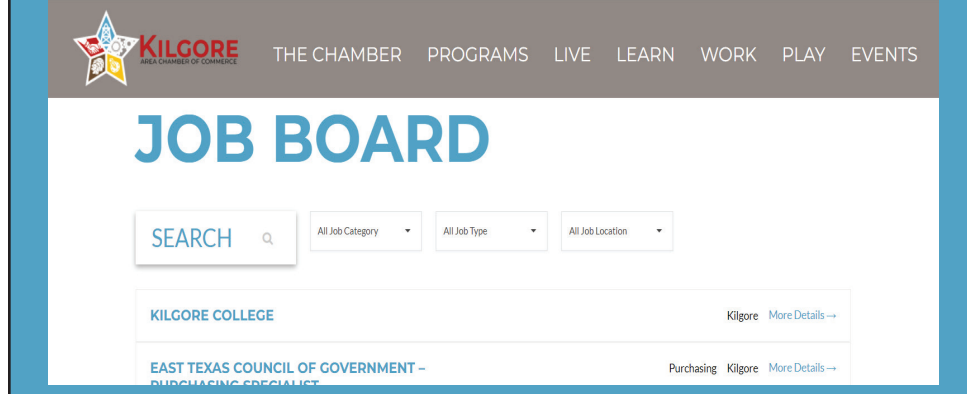 KILGORE
AREA CHAMBER OF COMMERCE
THE CHAMBER PROGRAMS LIVE LEARN WORK PLAY EVENTS
JOB BOARD
SEARCH All Job Category All Job Type All Job Location
KILGORE COLLEGE Kilgore More Details →
EAST TEXAS COUNCIL OF GOVERNMENT – Purchasing Kilgore More Details →
PURCHASING SPECIALIST